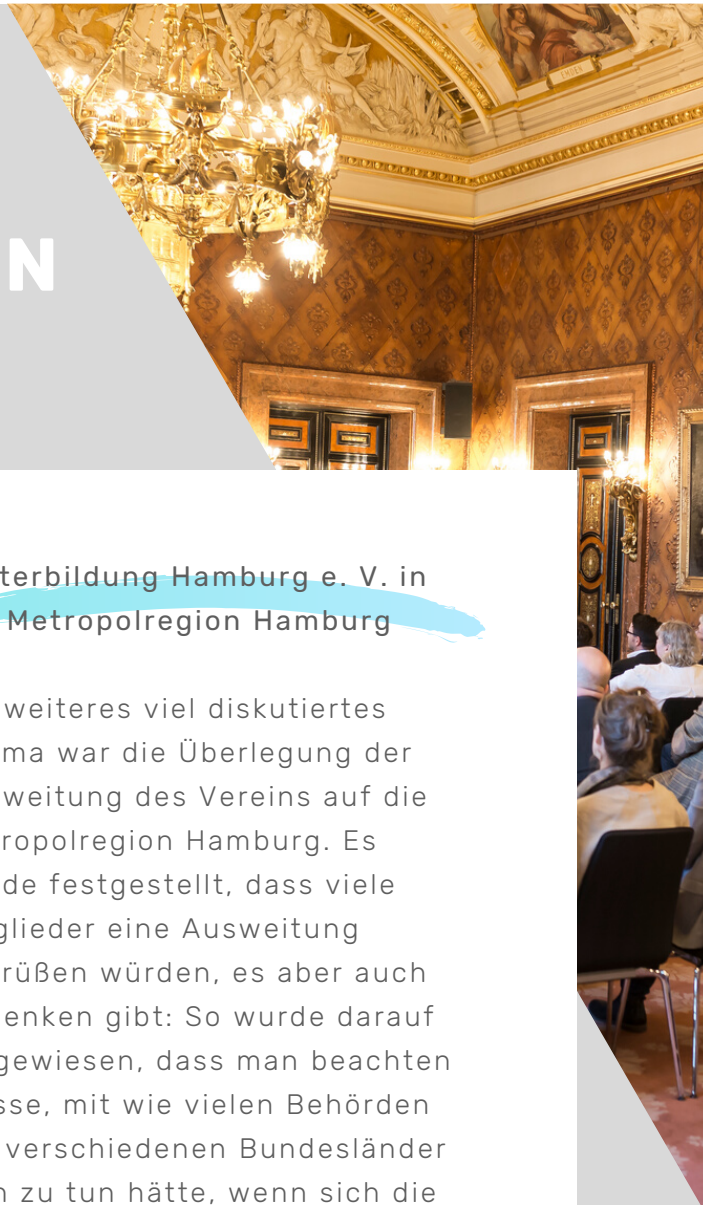 EMDEN
N
terbildung Hamburg e. V. in
Metropolregion Hamburg
weiteres viel diskutiertes
ma war die Überlegung der
weitung des Vereins auf die
ropolregion Hamburg. Es
de festgestellt, dass viele
glieder eine Ausweitung
rüßen würden, es aber auch
enken gibt: So wurde darauf
gewiesen, dass man beachten
sse, mit wie vielen Behörden
verschiedenen Bundesländer
n zu tun hätte, wenn sich die